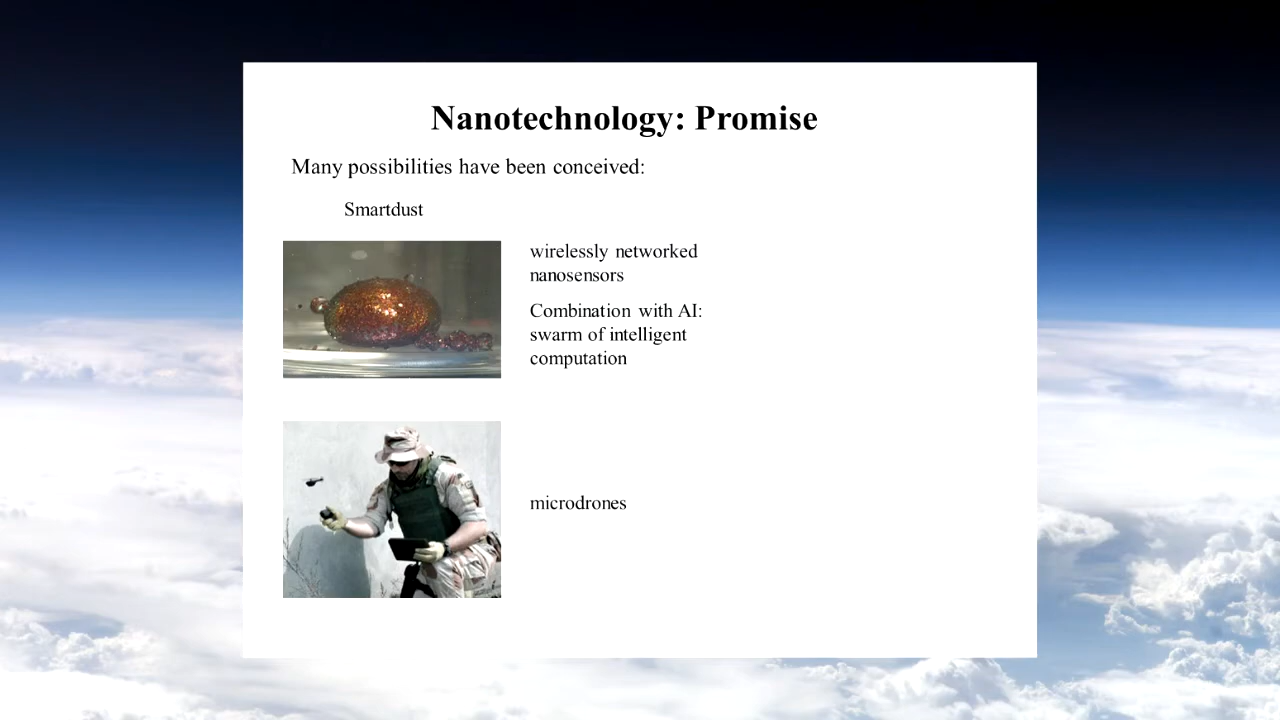 Nanotechnology: Promise
Many possibilities have been conceived:
Smartdust
wirelessly networked
nanosensors
Combination with AI:
swarm of intelligent
computation
microdrones